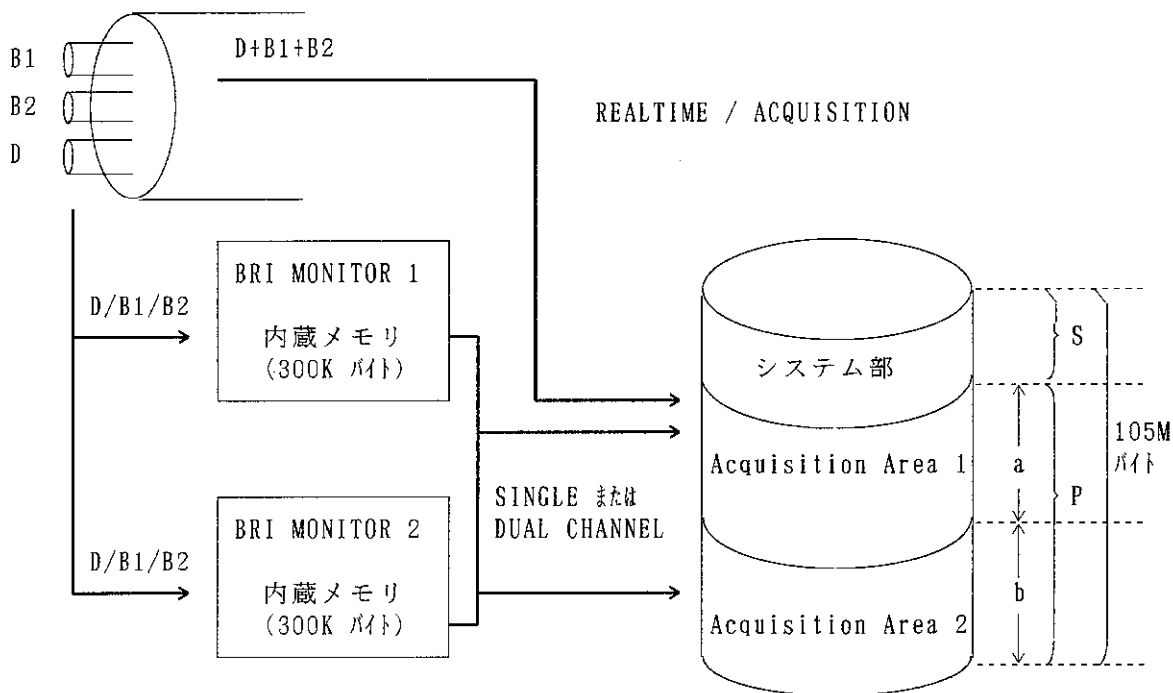 B1
B2
D
D+B1+B2
REALTIME / ACQUISITION
D/B1/B2
BRI MONITOR 1
内蔵メモリ
(300K バイト)
D/B1/B2
BRI MONITOR 2
内蔵メモリ
(300K バイト)
SINGLE または
DUAL CHANNEL
システム部
Acquisition Area 1
Acquisition Area 2
S
a
P
b
105M
バイト